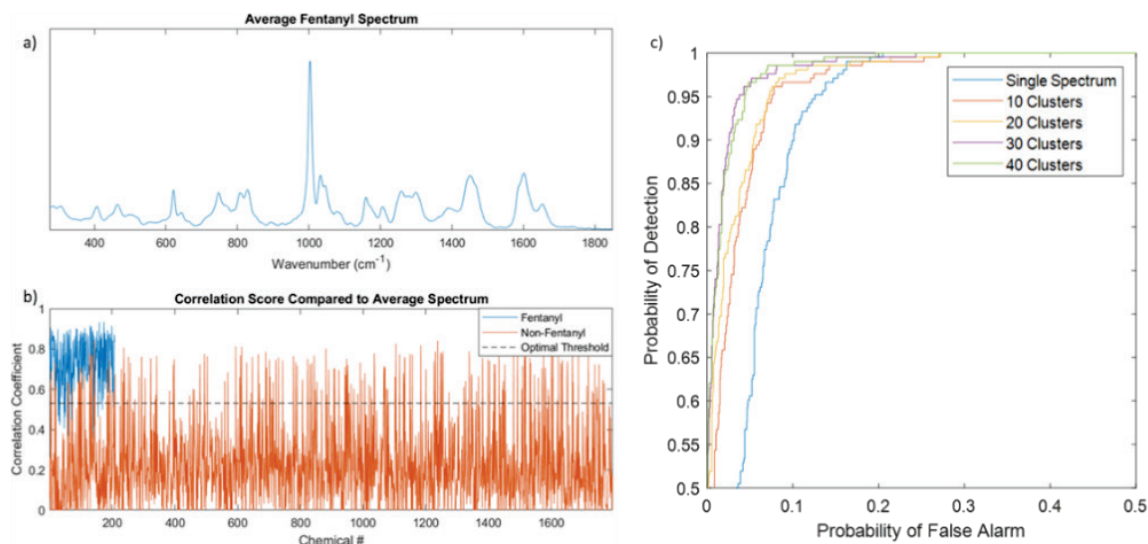 Average Fentanyl Spectrum
a)
400 600 800 1000 1200 1400 1600 1800
Wavenumber (cm-1)
b)
Correlation Score Compared to Average Spectrum
Correlation Coefficient
1
0.8
0.6
0.4
0.2
0
Fentanyl
Non-Fentanyl
Optimal Threshold
200 400 600 800 1000 1200 1400 1600
Chemical #
c)
Probability of Detection
1
0.95
0.9
0.85
0.8
0.75
0.7
0.65
0.6
0.55
0.5
Single Spectrum
10 Clusters
20 Clusters
30 Clusters
40 Clusters
0 0.1 0.2 0.3 0.4 0.5
Probability of False Alarm